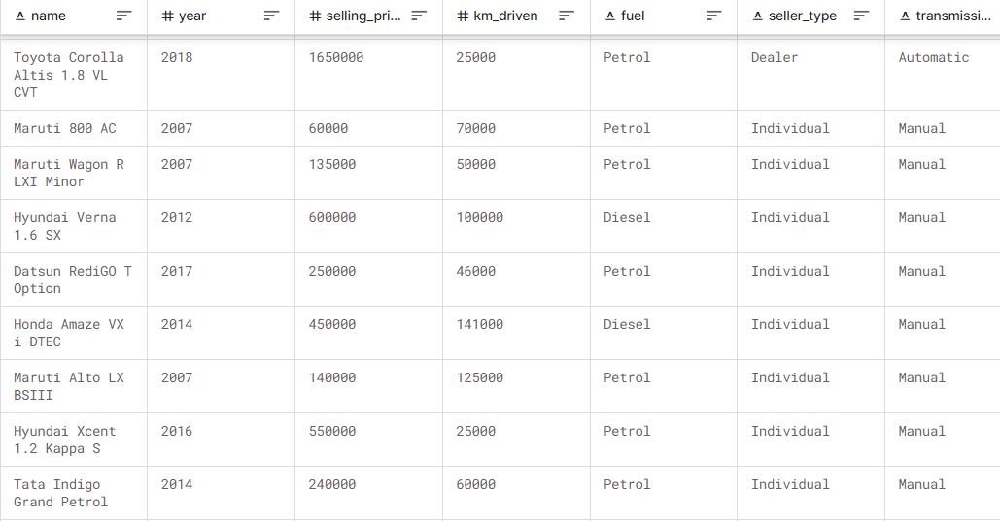 name year selling_pri... km_driven fuel seller_type transmissi...
Toyota Corolla 2018 1650000 25000 Petrol Dealer Automatic
Altis 1.8 VL
CVT
Maruti 800 AC 2007 60000 70000 Petrol Individual Manual
Maruti Wagon R 2007 135000 50000 Petrol Individual Manual
LXI Minor
Hyundai Verna 2012 600000 100000 Diesel Individual Manual
1.6 SX
Datsun RediGO T 2017 250000 46000 Petrol Individual Manual
Option
Honda Amaze VX 2014 450000 141000 Diesel Individual Manual
i-DTEC
Maruti Alto LX 2007 140000 125000 Petrol Individual Manual
BSIII
Hyundai Xcent 2016 550000 25000 Petrol Individual Manual
1.2 Kappa S
Tata Indigo 2014 240000 60000 Petrol Individual Manual
Grand Petrol